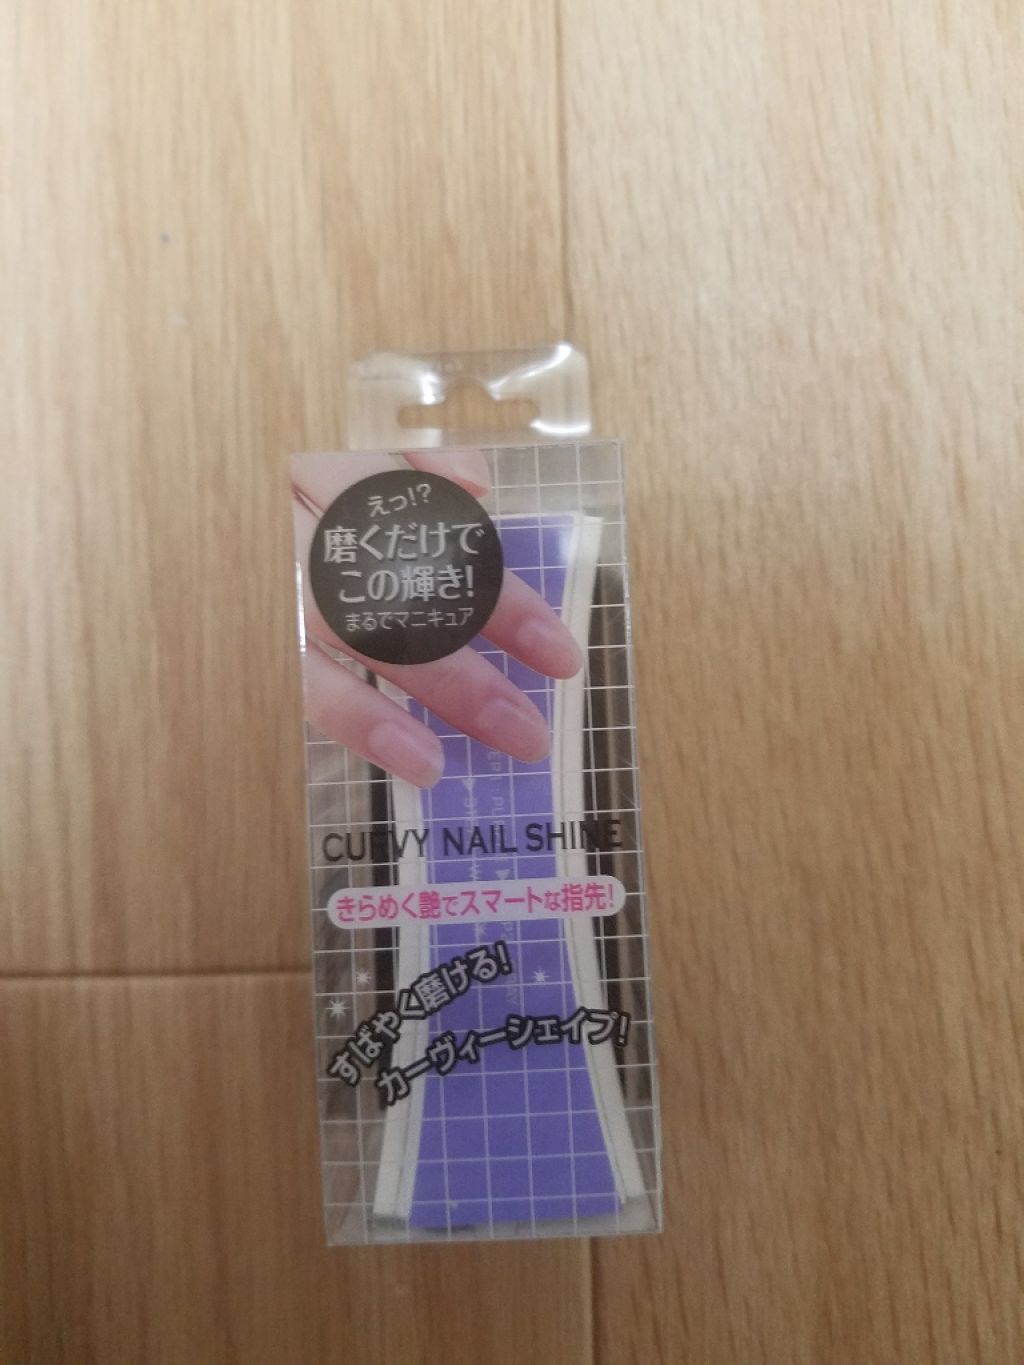 えっ!?
磨くだけで
この輝き!
まるでマニキュア
CURVY NAIL SHINE
きらめく艶でスマートな指先!
すばやく磨ける!
カーヴィーシェイプ!